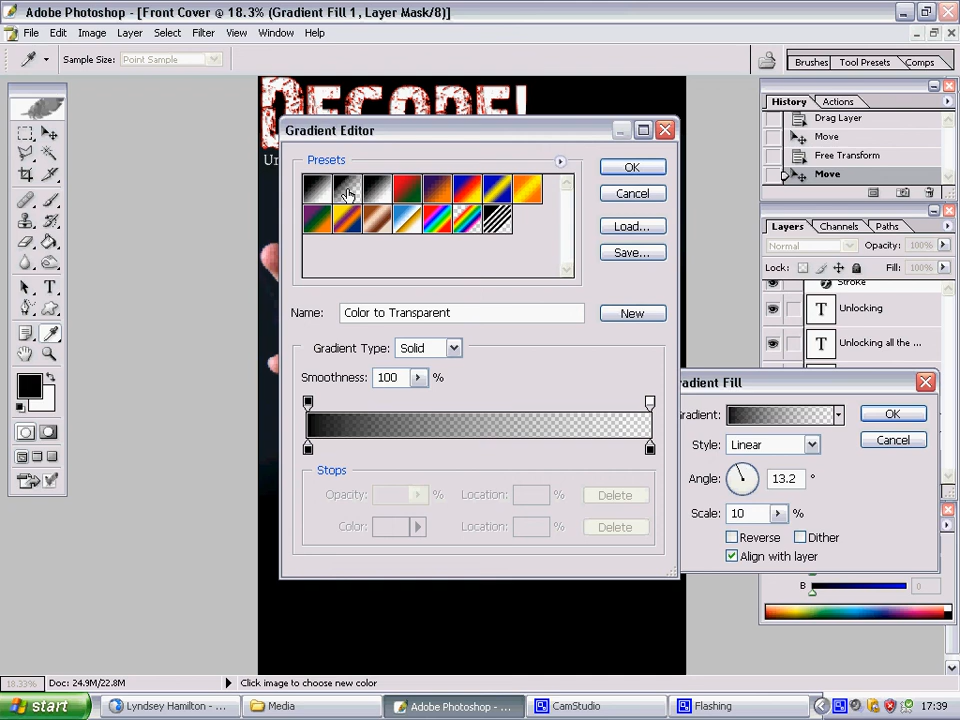 Adobe Photoshop - [Front Cover @ 18.3% (Gradient Fill 1, Layer Mask/8)]
File Edit Image Layer Select Filter View Window Help
Sample Size: Point Sample
Brushes Tool Presets Comps
DECODE!
Un
History Actions
Drag Layer
Move
Free Transform
Move
Gradient Editor
Presets
OK
Cancel
Load...
Save...
Name: Color to Transparent
New
Gradient Type: Solid
Smoothness: 100 %
Stops
Opacity: % Location: Delete
Color: Location: Delete
Layers Channels Paths
Normal Opacity: 100%
Lock: Fill: 100%
Stroke
T Unlocking
T Unlocking all the ...
radient Fill
Gradient:
OK
Style: Linear
Cancel
Angle: 13.2 °
Scale: 10 %
Reverse Dither
Align with layer
B 0
18.33% Doc: 24.9M/22.8M Click image to choose new color
start Lyndsey Hamilton - ... Media Adobe Photoshop - ... CamStudio Flashing 17:39